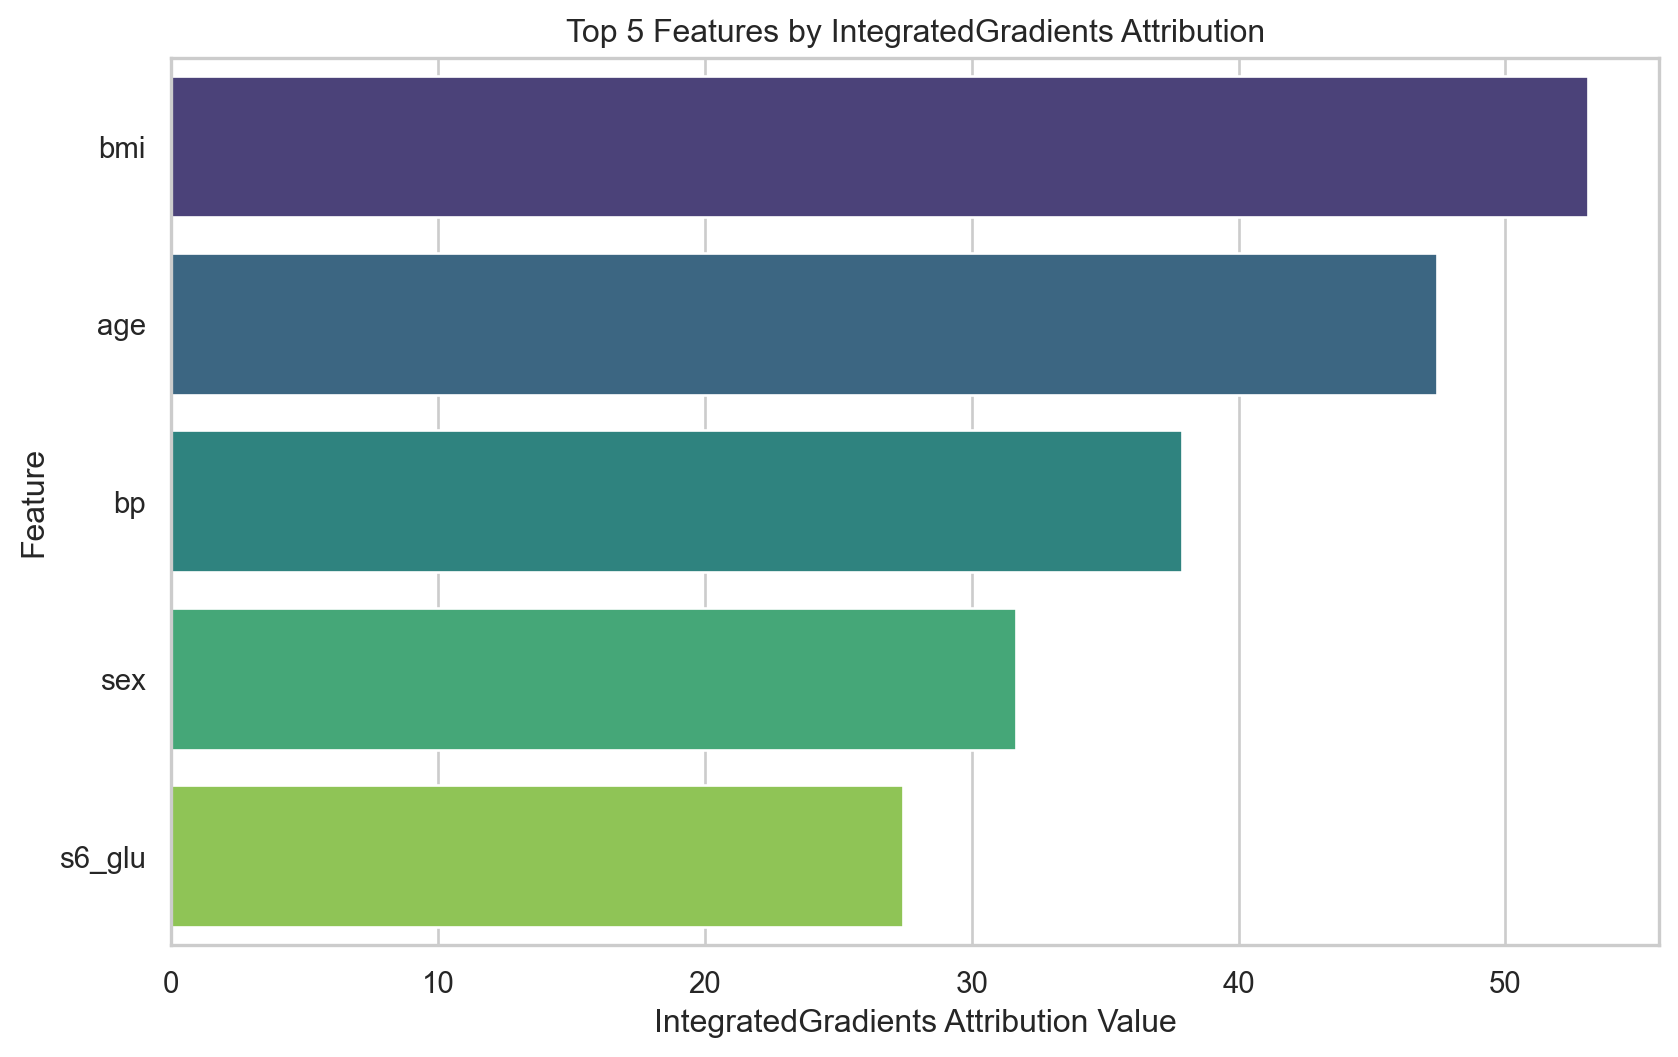 Top 5 Features by IntegratedGradients Attribution
Feature
bmi
age
bp
sex
s6_glu
0 10 20 30 40 50
IntegratedGradients Attribution Value